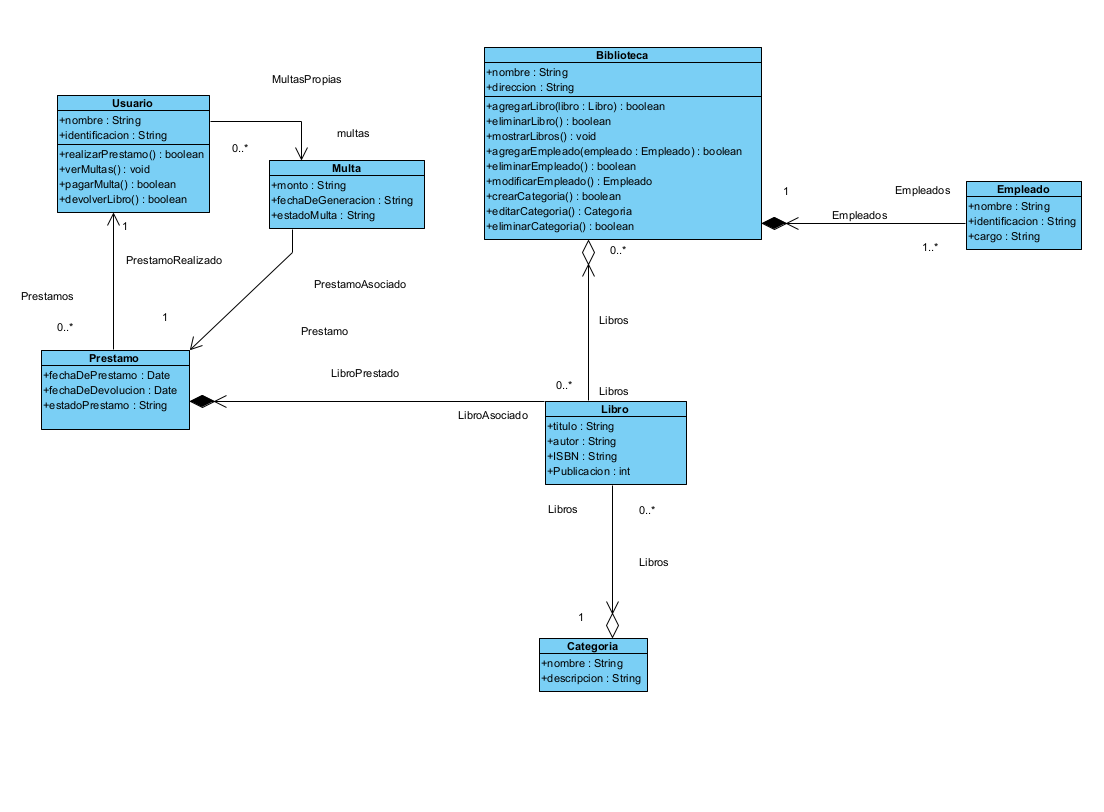 Biblioteca
+nombre : String
+direccion : String
+agregarLibro(libro : Libro) : boolean
+eliminarLibro() : boolean
+mostrarLibros() : void
+agregarEmpleado(empleado : Empleado) : boolean
+eliminarEmpleado() : boolean
+modificarEmpleado() : Empleado
+crearCategoria() : boolean
+editarCategoria() : Categoria
+eliminarCategoria() : boolean
MultasPropias
Usuario
+nombre : String
+identificacion : String
+realizarPrestamo() : boolean
+verMultas() : void
+pagarMulta() : boolean
+devolverLibro() : boolean
0..*
multas
Multa
+monto : String
+fechaDeGeneracion : String
+estadoMulta : String
1
Empleados
Empleados
1..*
Empleado
+nombre : String
+identificacion : String
+cargo : String
1
PrestamoRealizado
Prestamos
0..*
1
PrestamoAsociado
Prestamo
0..*
Libros
Prestamo
+fechaDePrestamo : Date
+fechaDeDevolucion : Date
+estadoPrestamo : String
LibroPrestado
LibroAsociado
0..*
Libros
Libro
+titulo : String
+autor : String
+ISBN : String
+Publicacion : int
Libros
0..*
Libros
1
Categoria
+nombre : String
+descripcion : String